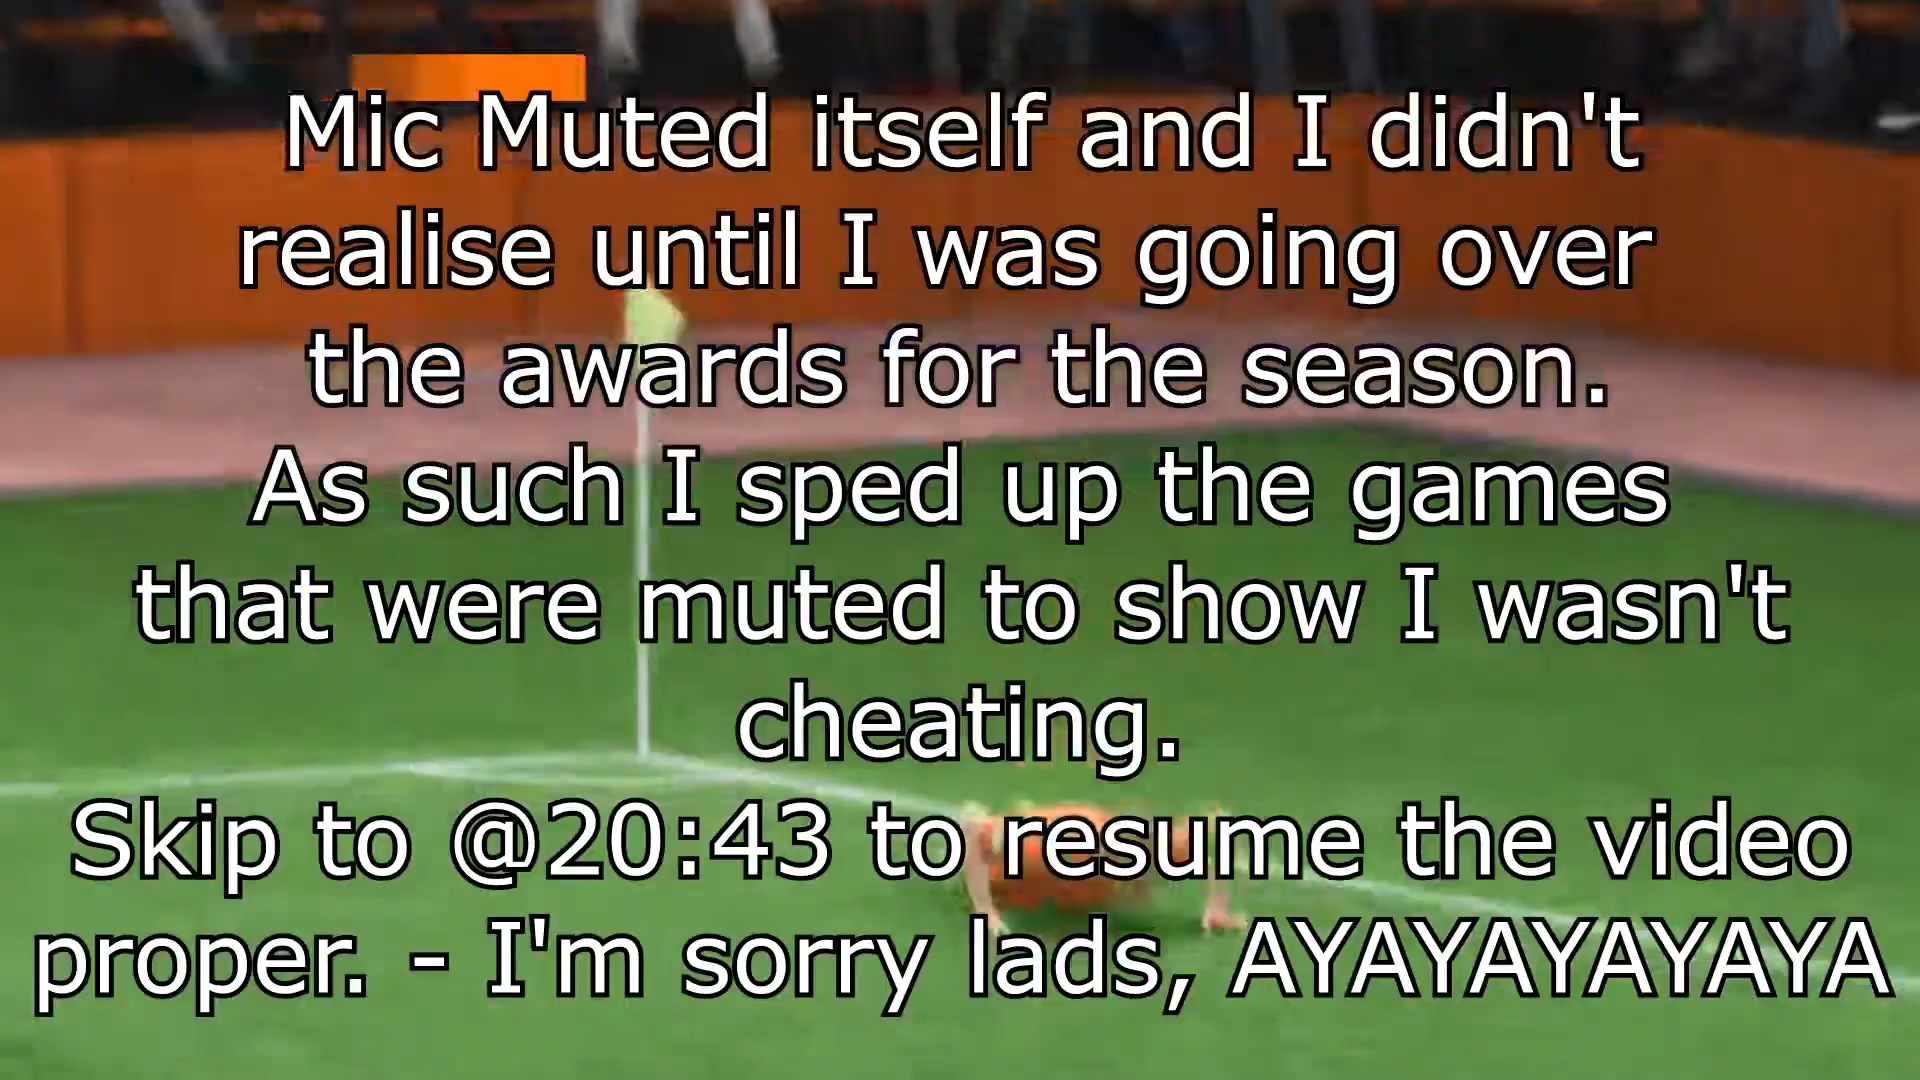 Mic Muted itself and I didn't
realise until I was going over
the awards for the season.
As such I sped up the games
that were muted to show I wasn't
cheating.
Skip to @20:43 to resume the video
proper. - I'm sorry lads, AYAYAYAYAYA